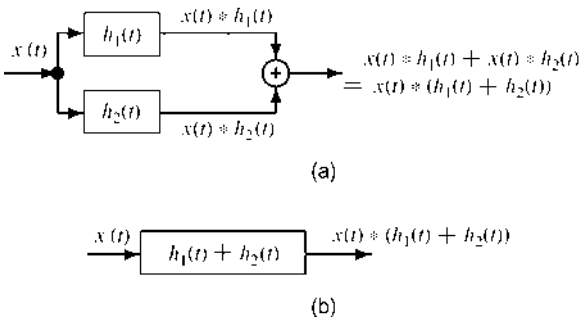 x(t) * h₁(t)
x(t)
h₁(t)
+
x(t) * h₁(t) + x(t) * h₂(t)
= x(t) * (h₁(t) + h₂(t))
h₂(t)
x(t) * h₂(t)
(a)
x(t)
h₁(t) + h₂(t)
x(t) * (h₁(t) + h₂(t))
(b)